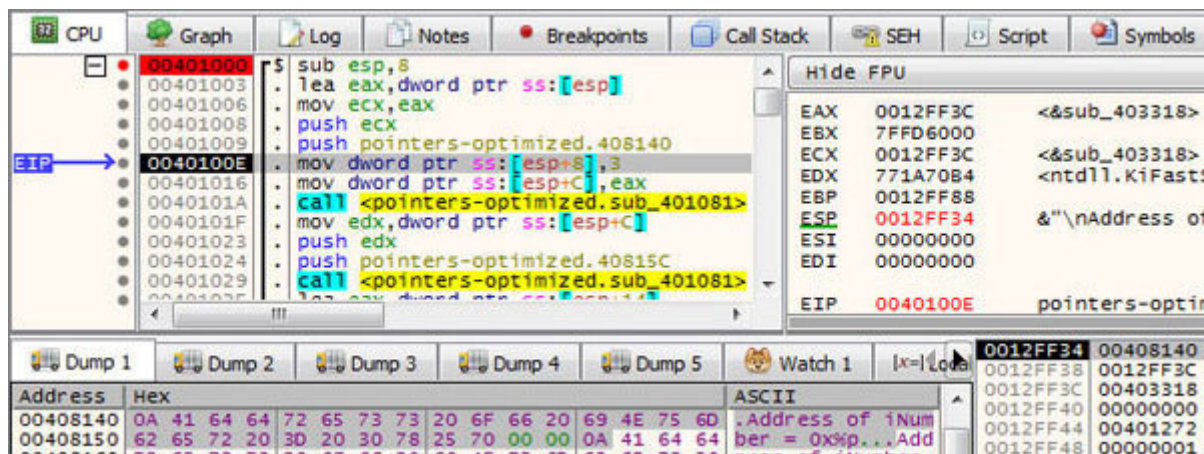 CPU Graph Log Notes Breakpoints Call Stack SEH Script Symbols
00401000 $ sub esp,8
00401003 . lea eax,dword ptr ss:[esp]
00401006 . mov ecx,eax
00401008 . push ecx
00401009 . push pointers-optimized.408140
EIP 0040100E . mov dword ptr ss:[esp+8],3
00401016 . mov dword ptr ss:[esp+C],eax
0040101A . call <pointers-optimized.sub_401081>
0040101F . mov edx,dword ptr ss:[esp+C]
00401023 . push edx
00401024 . push pointers-optimized.40815C
00401029 . call <pointers-optimized.sub_401081>
Hide FPU
EAX 0012FF3C <&sub_403318>
EBX 7FFD6000
ECX 0012FF3C <&sub_403318>
EDX 771A70B4 <ntdll.KiFastS
EBP 0012FF88
ESP 0012FF34 &"\nAddress of
ESI 00000000
EDI 00000000
EIP 0040100E pointers-opti
Dump 1 Dump 2 Dump 3 Dump 4 Dump 5 Watch 1 [x=] Local
Address Hex ASCII
00408140 0A 41 64 64 72 65 73 73 20 6F 66 20 69 4E 75 6D .Address of iNum
00408150 62 65 72 20 3D 20 30 78 25 70 00 00 0A 41 64 64 ber = 0x%p...Add
0012FF34 00408140
0012FF38 0012FF3C
0012FF3C 00403318
0012FF40 00000000
0012FF44 00401272
0012FF48 00000001